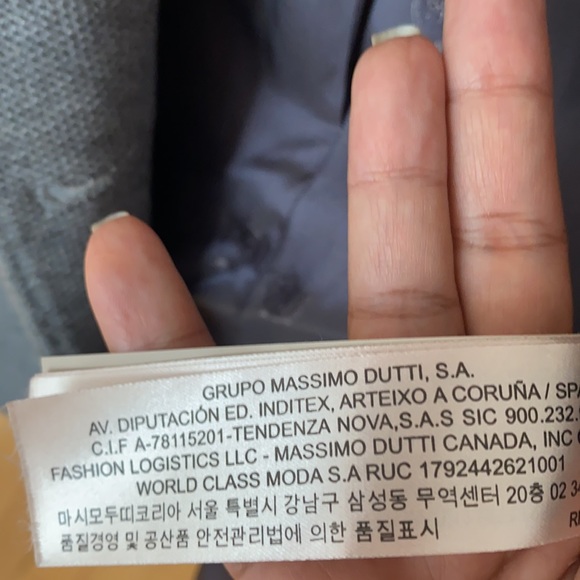 GRUPO MASSIMO DUTTI, S.A.
AV. DIPUTACIÓN ED. INDITEX, ARTEIXO A CORUÑA /
C.I.F A-78115201-TENDENZA NOVA,S.A.S SIC 900.232.
FASHION LOGISTICS LLC - MASSIMO DUTTI CANADA, INC
WORLD CLASS MODA S.A RUC 1792442621001
마시모두띠코리아 서울 특별시 강남구 삼성동 무역센터 20층 02
품질경영 및 공산품 안전관리법에 의한 품질표시